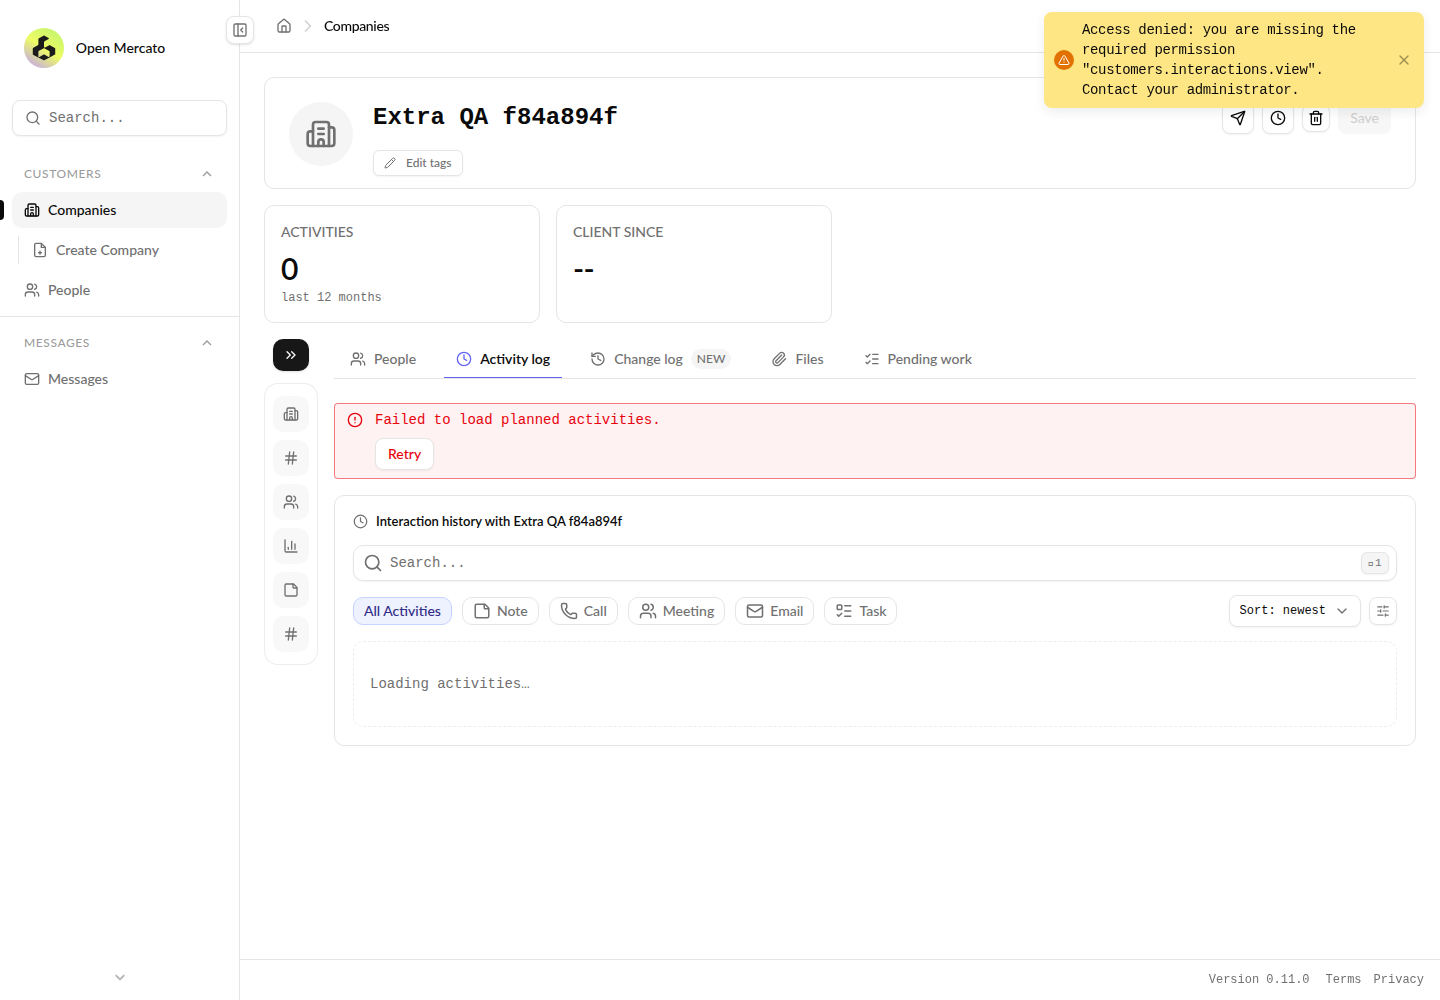 Open Mercato
Search...
CUSTOMERS
Companies
Create Company
People
MESSAGES
Messages
Companies
Access denied: you are missing the
required permission
"customers.interactions.view".
Contact your administrator.
Extra QA f84a894f
Edit tags
Save
ACTIVITIES
0
last 12 months
CLIENT SINCE
--
People
Activity log
Change log NEW
Files
Pending work
Failed to load planned activities.
Retry
Interaction history with Extra QA f84a894f
Search...
1
All Activities
Note
Call
Meeting
Email
Task
Sort: newest
Loading activities…
Version 0.11.0
Terms
Privacy